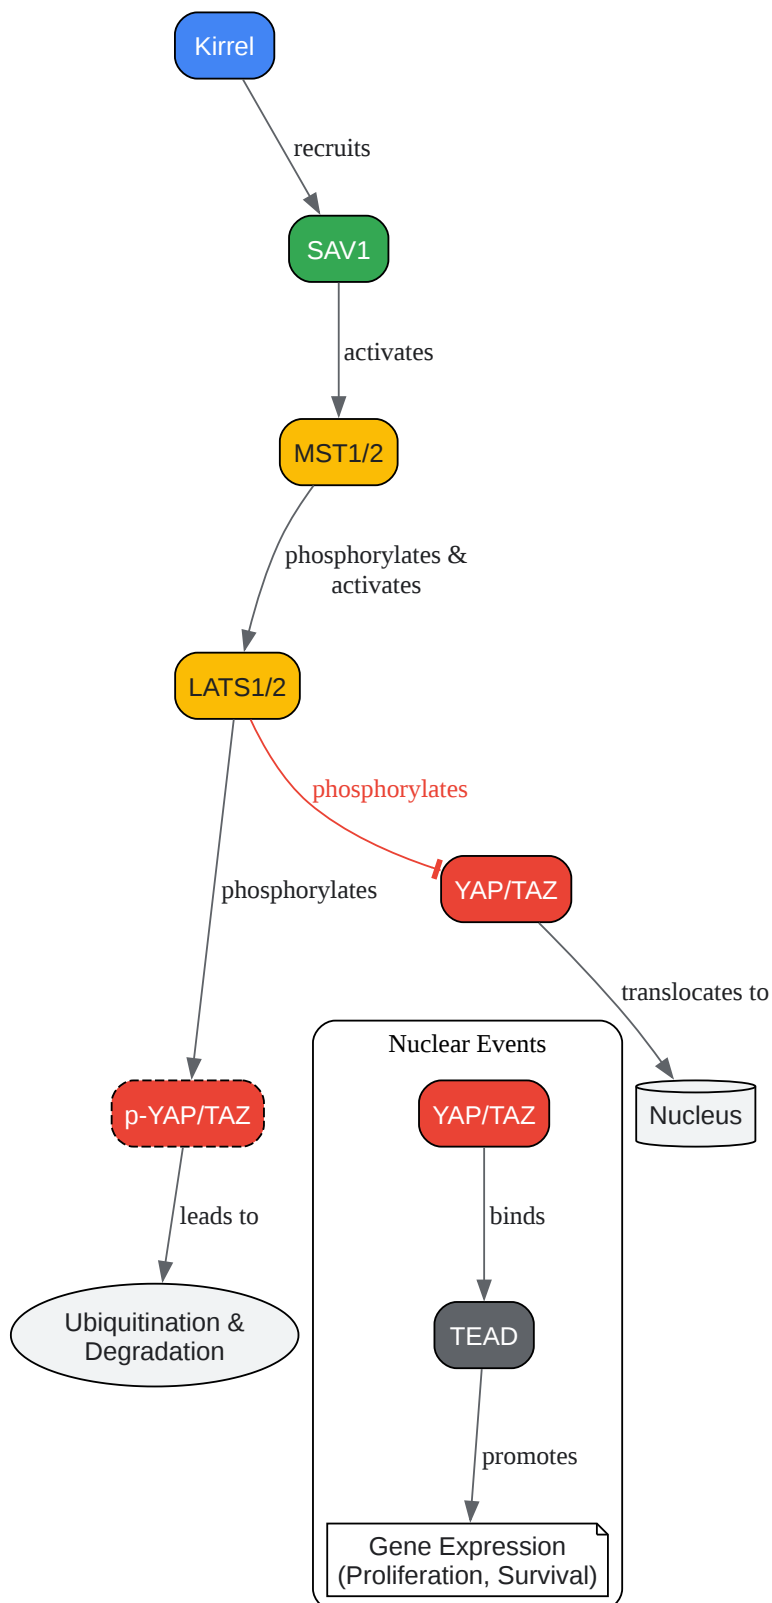 Kirrel
recruits
SAV1
activates
MST1/2
phosphorylates &
activates
LATS1/2
phosphorylates
phosphorylates
YAP/TAZ
translocates to
Nuclear Events
p-YAP/TAZ
YAP/TAZ
Nucleus
leads to
binds
Ubiquitination &
Degradation
TEAD
promotes
Gene Expression
(Proliferation, Survival)